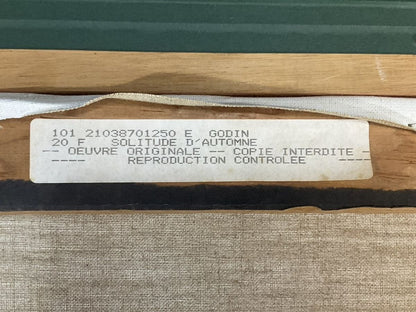 101 21038701250 E GODIN
20 F SOLITUDE D'AUTOMNE
-- OEUVRE ORIGINALE -- COPIE INTERDITE -
---- REPRODUCTION CONTROLEE ----